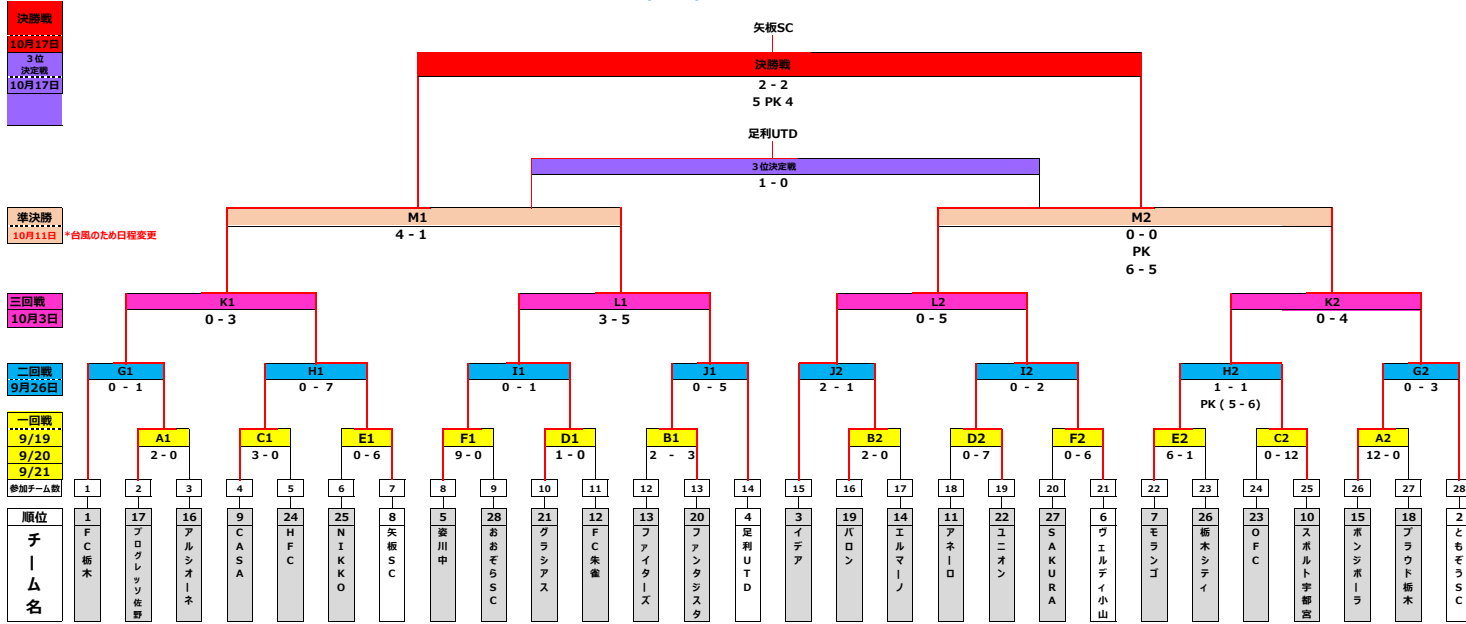 決勝戦
10月17日
3位
決定戦
10月17日
矢板SC
決勝戦
2 - 2
5 PK 4
足利UTD
3位決定戦
1 - 0
準決勝
10月11日 *台風のため日程変更
M1
4 - 1
M2
0 - 0
PK
6 - 5
三回戦
10月3日
K1
0 - 3
L1
3 - 5
L2
0 - 5
K2
0 - 4
二回戦
9月26日
G1
0 - 1
H1
0 - 7
I1
0 - 1
J1
0 - 5
J2
2 - 1
I2
0 - 2
H2
1 - 1
PK ( 5 - 6)
G2
0 - 3
一回戦
9/19
9/20
9/21
A1
2 - 0
C1
3 - 0
E1
0 - 6
F1
9 - 0
D1
1 - 0
B1
2 - 3
B2
2 - 0
D2
0 - 7
F2
0 - 6
E2
6 - 1
C2
0 - 12
A2
12 - 0
参加チーム数 1 2 3 4 5 6 7 8 9 10 11 12 13 14 15 16 17 18 19 20 21 22 23 24 25 26 27 28
順位 1 17 16 9 24 25 8 5 28 21 12 13 20 4 3 19 14 11 22 27 6 7 26 23 10 15 18 2
チーム名
FC栃木
プログレッソ佐野
アルシオーネ
CASA
HFC
NIKKO
矢板SC
姿川中
おおぞらSC
グラシアス
FC朱雀
ファイターズ
ファンタジスタ
足利UTD
イデア
バロン
エルマーノ
アネーロ
ユニオン
SAKURA
ヴェルディ小山
モランゴ
栃木シティ
OFC
スポルト宇都宮
ボンジボーラ
プラウド栃木
ともぞうSC